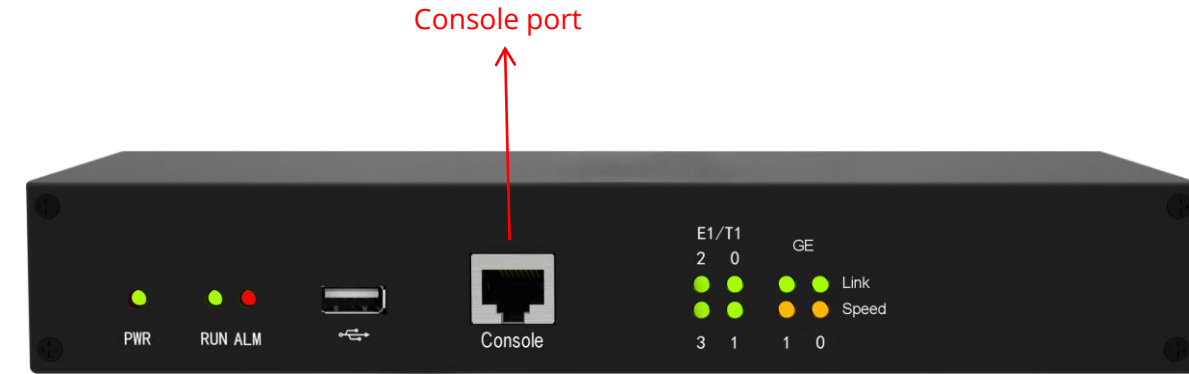 Console port
E1/T1
GE
2 0
Link
Speed
PWR
RUN ALM
Console
3 1 1 0